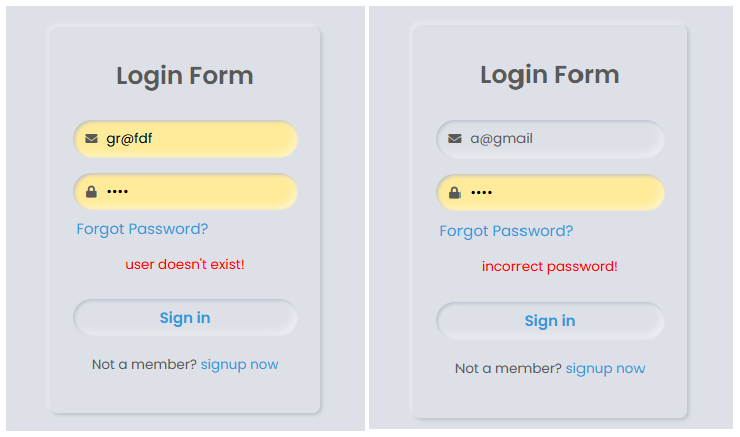 Login Form
gr@fdf
••••
Forgot Password?
user doesn't exist!
Sign in
Not a member? signup now
Login Form
a@gmail
••••
Forgot Password?
incorrect password!
Sign in
Not a member? signup now